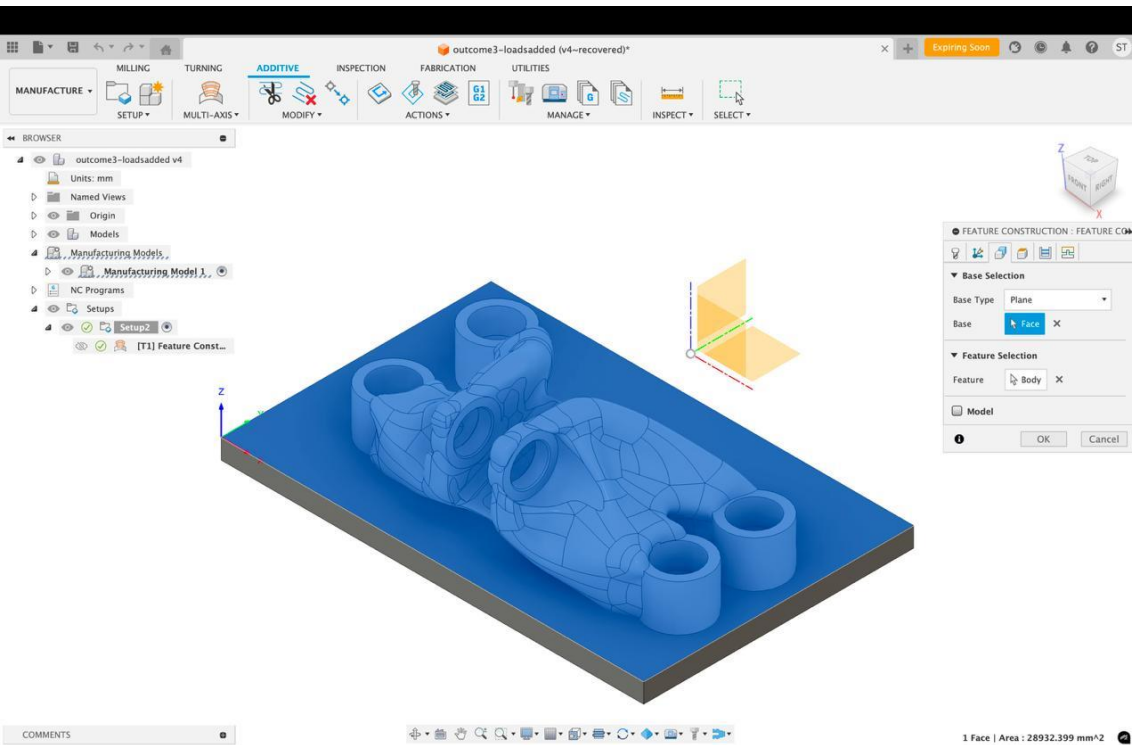 outcome3-loadsadded (v4~recovered)*
Expiring Soon
ST
MANUFACTURE
MILLING
TURNING
ADDITIVE
INSPECTION
FABRICATION
UTILITIES
G1
G2
G
SETUP
MULTI-AXIS
MODIFY
ACTIONS
MANAGE
INSPECT
SELECT
BROWSER
outcome3-loadsadded v4
Units: mm
Named Views
Origin
Models
Manufacturing Models
Manufacturing Model 1
NC Programs
Setups
Setup2
[T1] Feature Const...
Z
TOP
FRONT
RIGHT
X
FEATURE CONSTRUCTION : FEATURE CO
Base Selection
Base Type Plane
Base Face
Feature Selection
Feature Body
Model
OK Cancel
Z
COMMENTS
1 Face | Area : 28932.399 mm^2